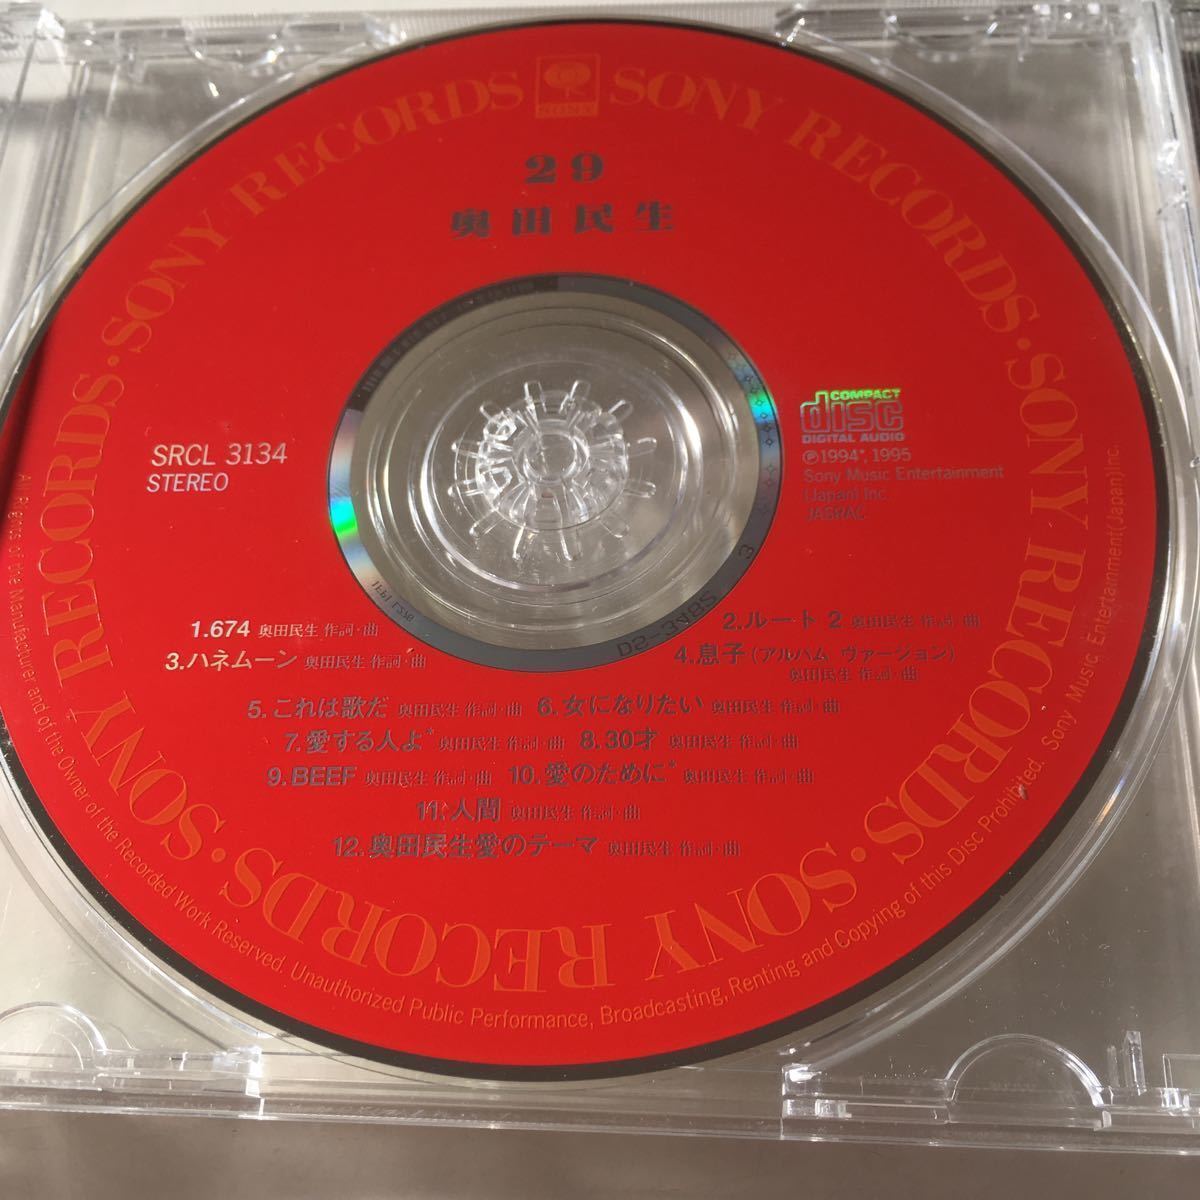 SONY RECORDS · SONY RECORDS · SONY RECORDS · SONY RECORDS · SONY RECORDS · SONY RECORDS
29
奥田民生
SRCL 3134
STEREO
COMPACT
disc
DIGITAL AUDIO
℗1994*, 1995
Sony Music Entertainment
(Japan) Inc.
JASRAC
DS-348S 3
1.674 奥田民生 作詞・曲
2.ルート 2 奥田民生 作詞・曲
3.ハネムーン 奥田民生 作詞・曲
4.息子(アルバム ヴァージョン)
奥田民生 作詞・曲
5.これは歌だ 奥田民生 作詞・曲
6.女になりたい 奥田民生 作詞・曲
7.愛する人よ* 奥田民生 作詞・曲
8.30才 奥田民生 作詞・曲
9.BEEF 奥田民生 作詞・曲
10.愛のために* 奥田民生 作詞・曲
11.人間 奥田民生 作詞・曲
12.奥田民生愛のテーマ 奥田民生 作詞・曲
All Rights of the Manufacturer and of the Owner of the Recorded Work Reserved. Unauthorized Public Performance, Broadcasting, Renting and Copying of this Disc Prohibited. Sony Music Entertainment(Japan)Inc.